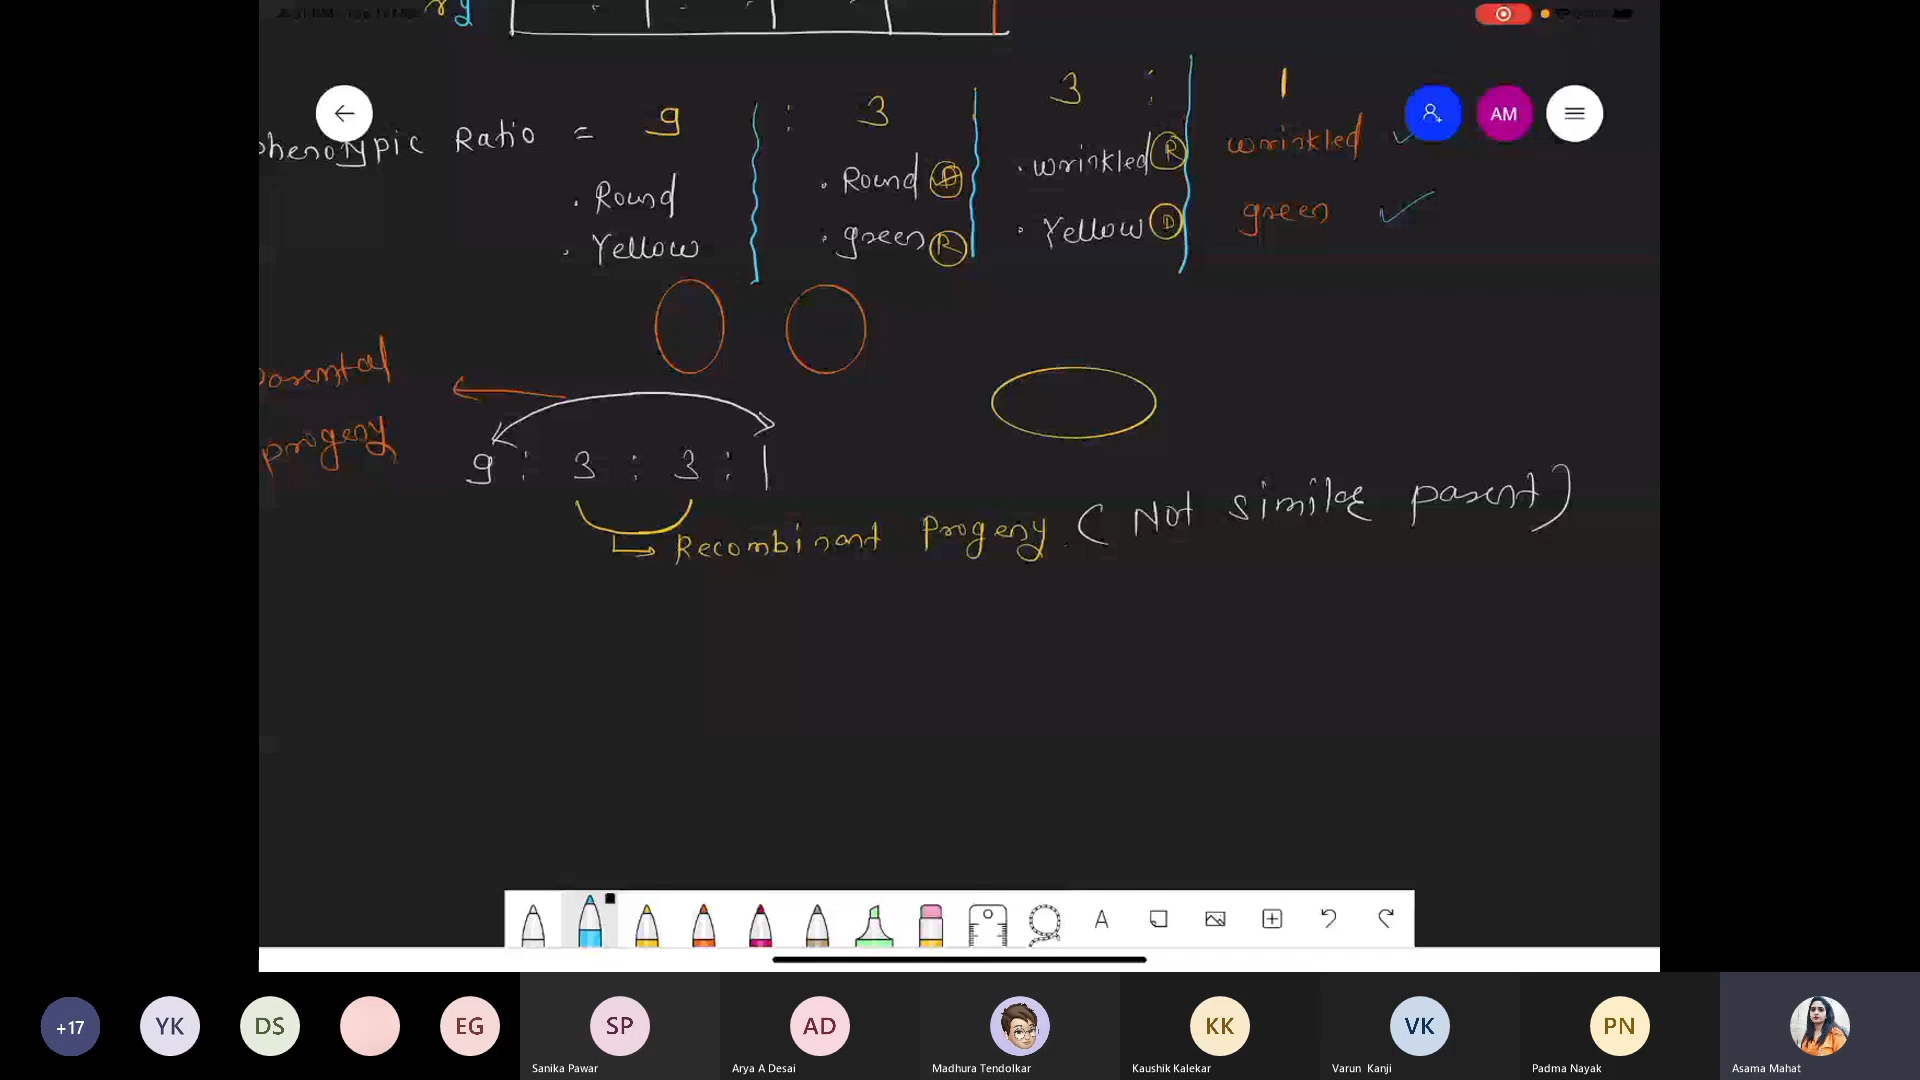 ry
phenotypic Ratio = 9 : 3 3 : 1
. Round
. Yellow
. Round D
. green R
. wrinkled R
. Yellow D
wrinkled ✓
green ✓
AM
parental
progeny
9 : 3 : 3 : 1
Recombinant Progeny. (Not similar parent)
A
+17
YK
DS
EG
SP
AD
KK
VK
PN
Sanika Pawar
Arya A Desai
Madhura Tendolkar
Kaushik Kalekar
Varun Kanji
Padma Nayak
Asama Mahat